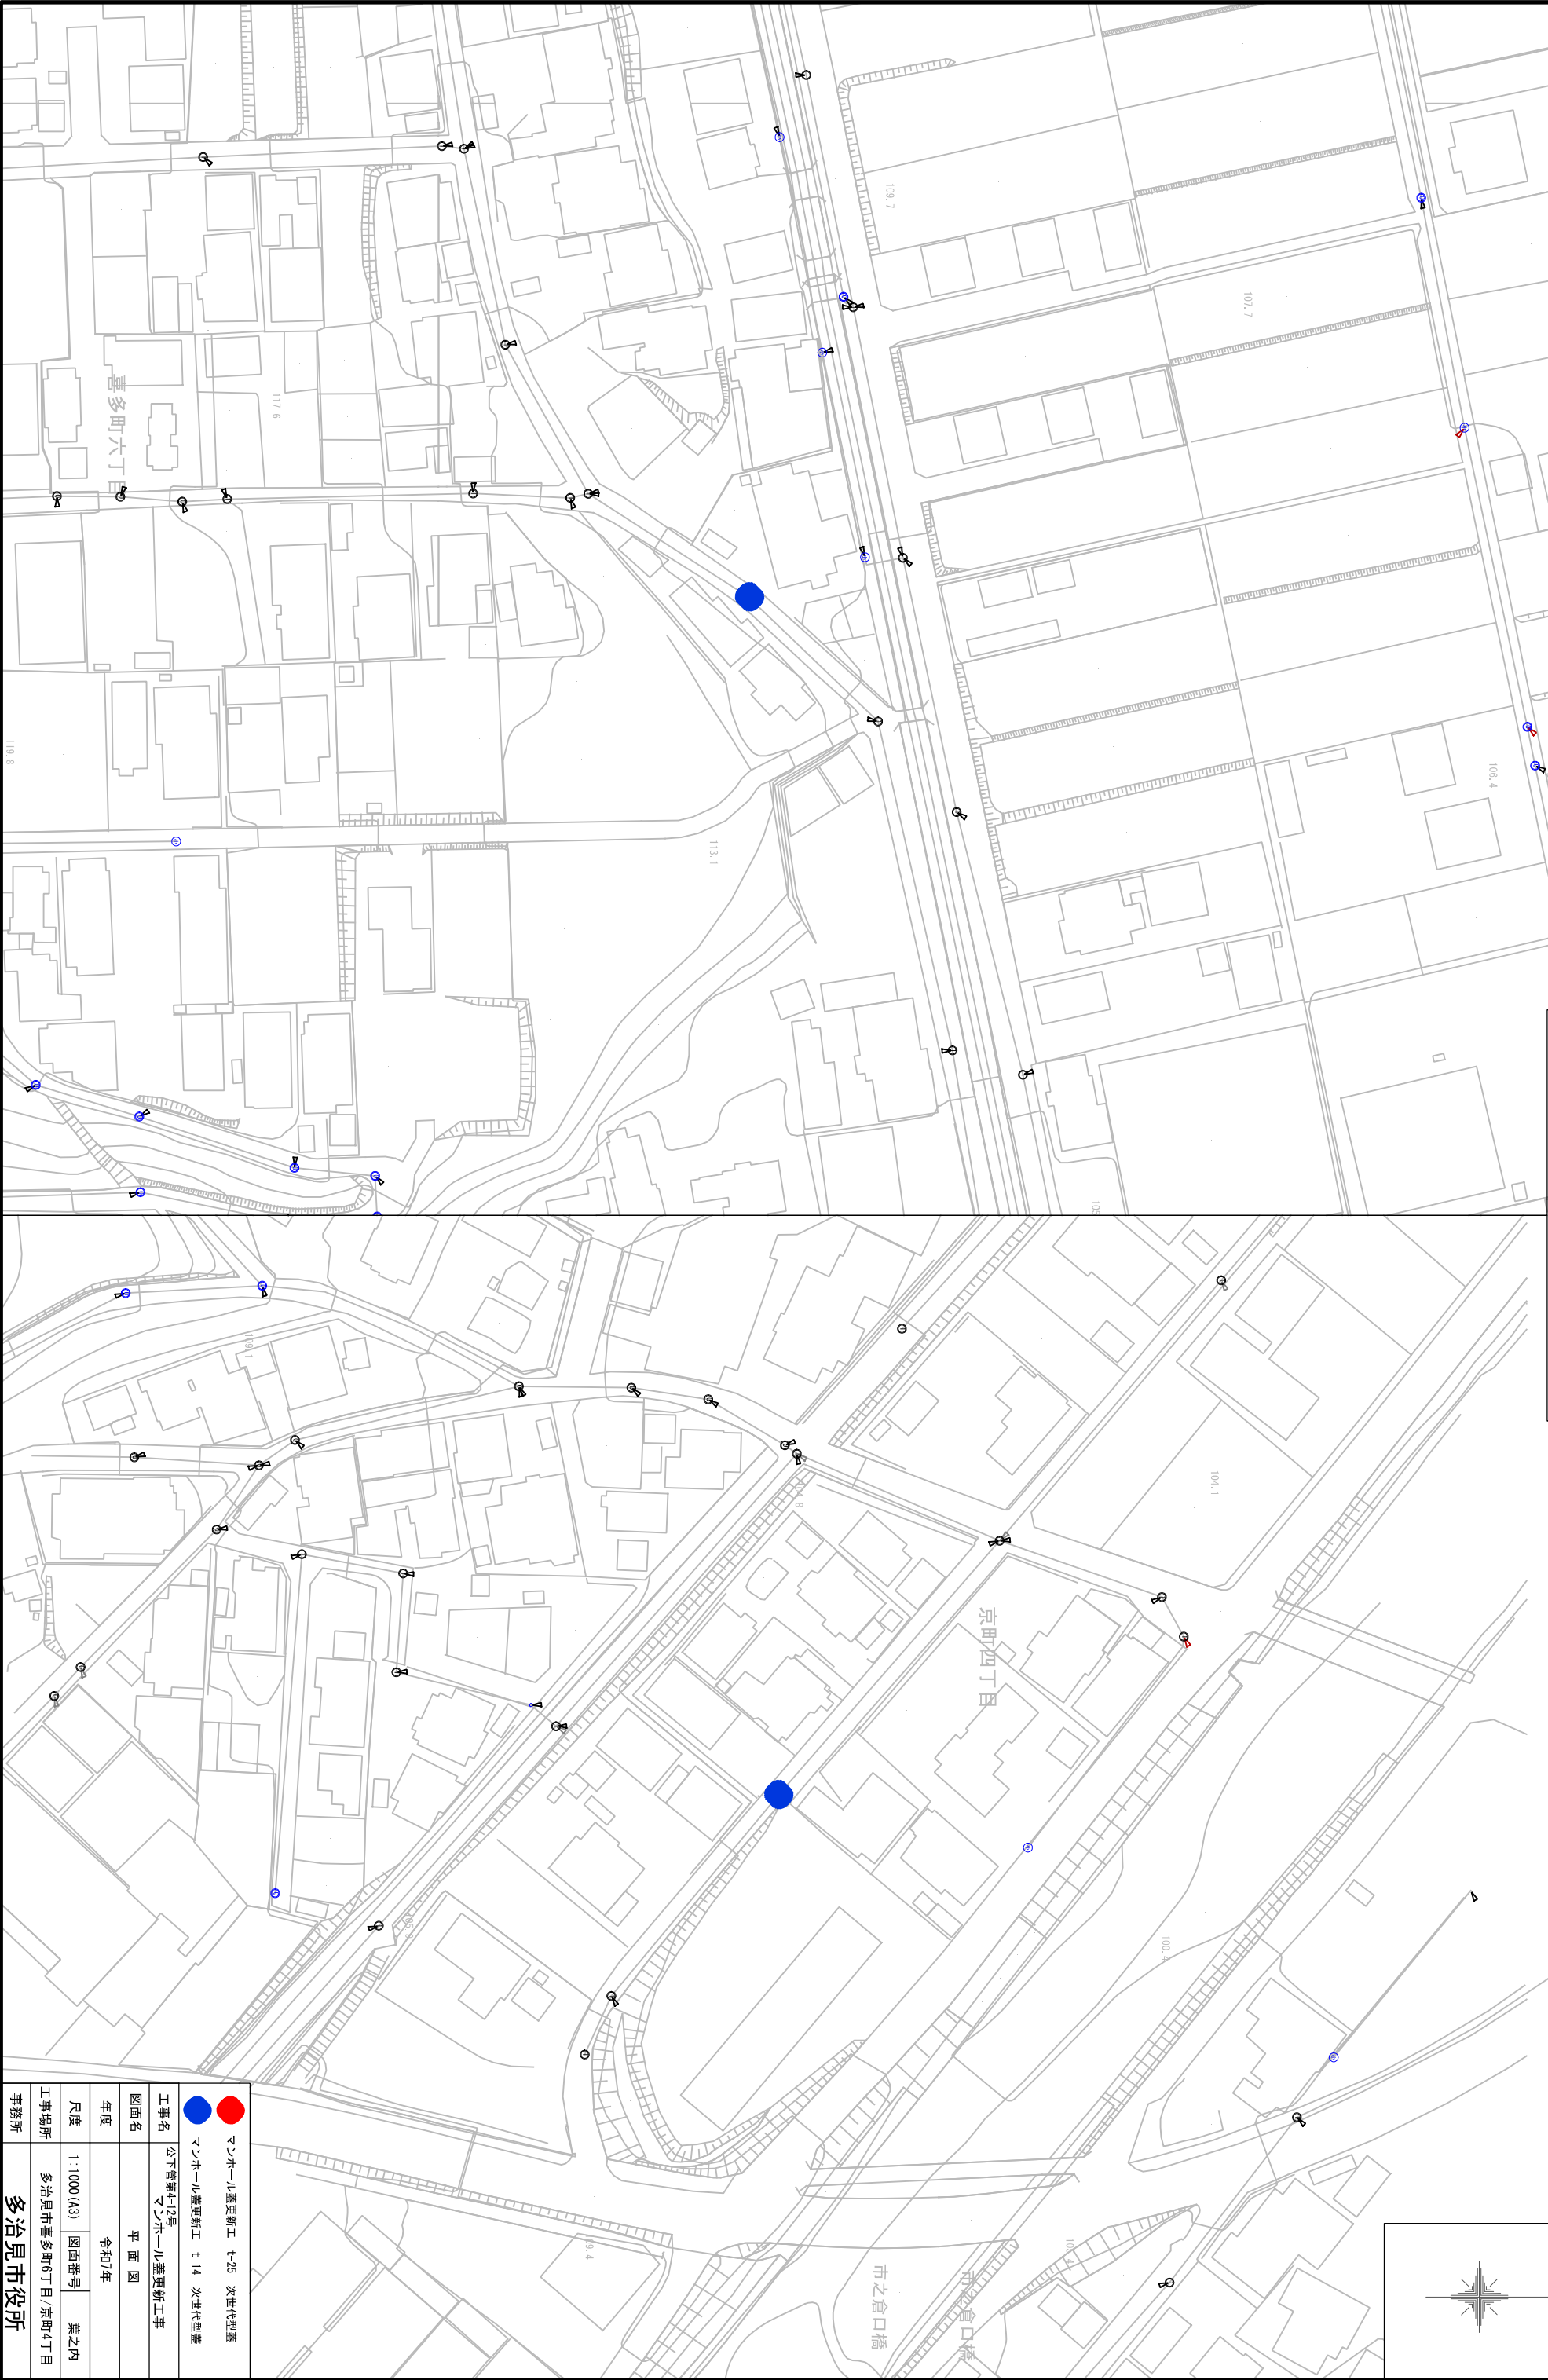 109.7
107.7
喜多町六丁目
117.6
106.4
119.8
113.1
109.1
104.1
京町四丁目
100.4
99.4
市之倉口橋
市之倉口橋
マンホール蓋更新工 t-25 次世代型蓋
マンホール蓋更新工 t-14 次世代型蓋
工事名 公下管第4-12号 マンホール蓋更新工事
図面名 平面図
年度 令和7年
尺度 1:1000(A3) 図面番号 葉之内
工事場所 多治見市喜多町6丁目/京町4丁目
事務所 多治見市役所